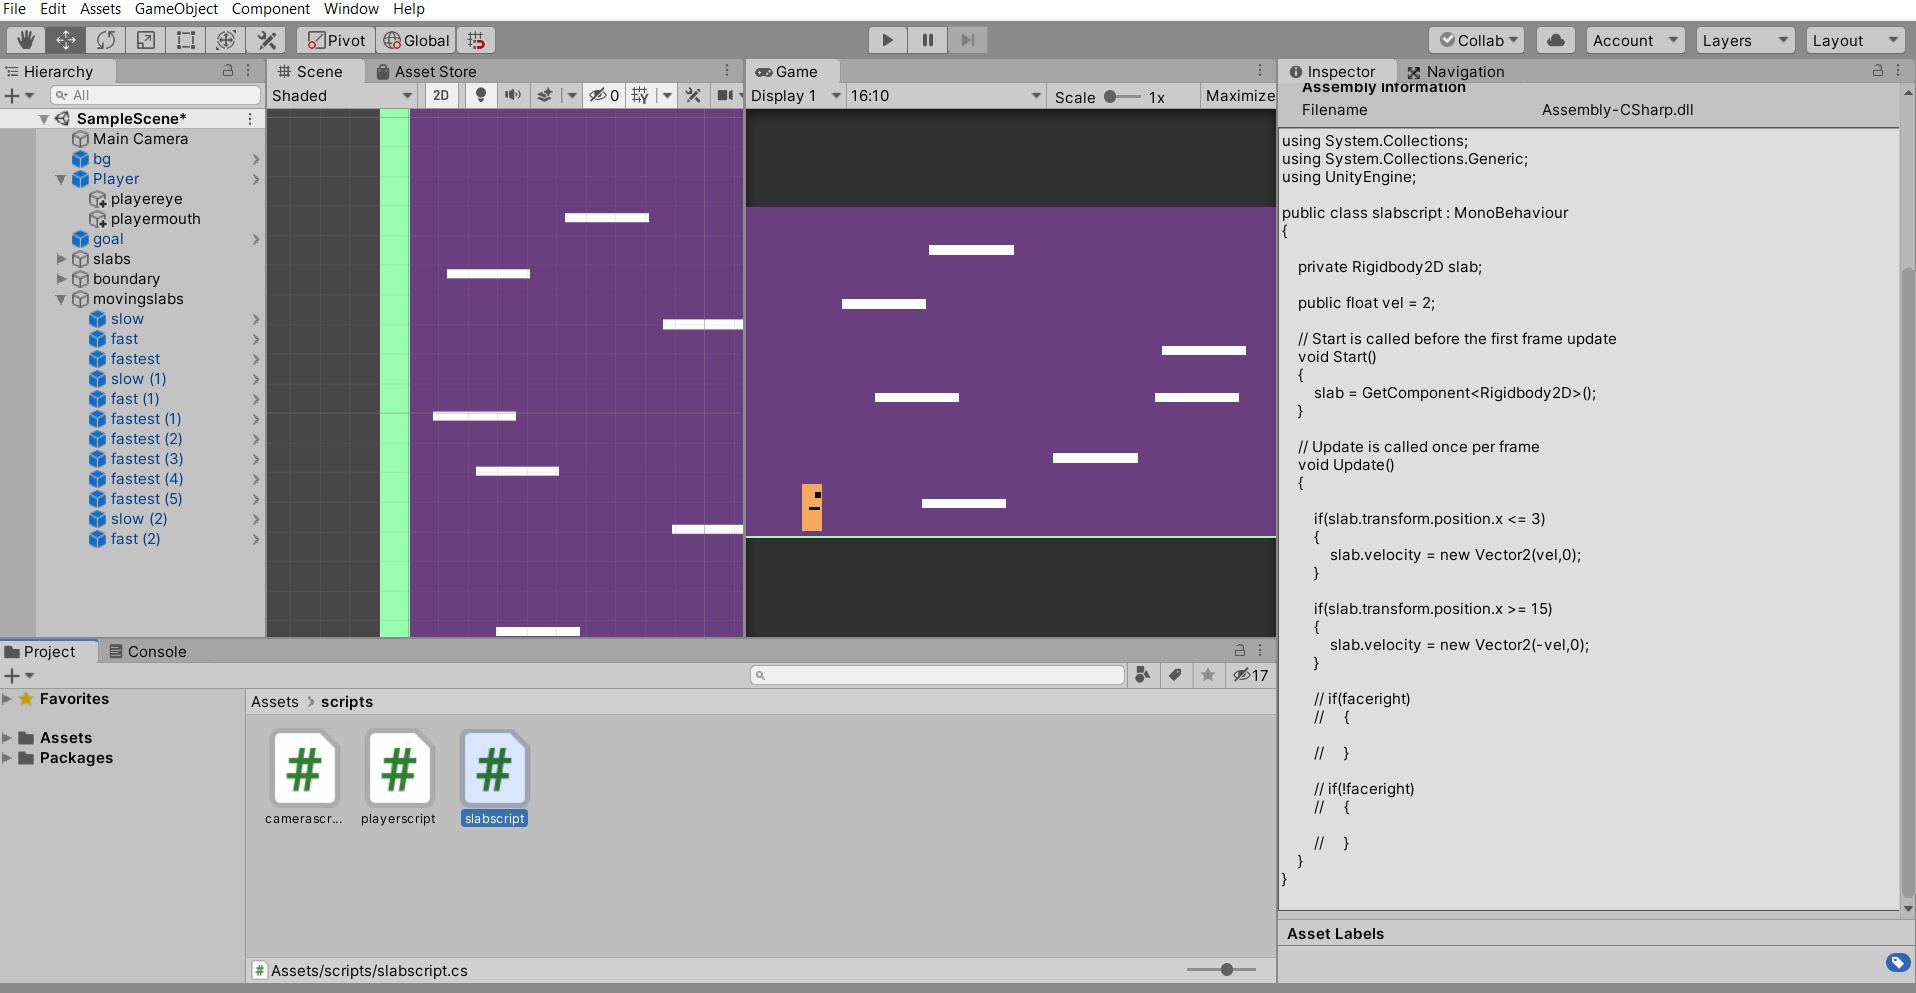 File Edit Assets GameObject Component Window Help
Pivot Global Collab Account Layers Layout
Hierarchy
All
SampleScene*
Main Camera
bg
Player
playereye
playermouth
goal
slabs
boundary
movingslabs
slow
fast
fastest
slow (1)
fast (1)
fastest (1)
fastest (2)
fastest (3)
fastest (4)
fastest (5)
slow (2)
fast (2)
Scene Asset Store
Shaded 2D 0
Game
Display 1 16:10 Scale 1x Maximize
Inspector Navigation
Assembly Information
Filename Assembly-CSharp.dll
using System.Collections;
using System.Collections.Generic;
using UnityEngine;
public class slabscript : MonoBehaviour
{
private Rigidbody2D slab;
public float vel = 2;
// Start is called before the first frame update
void Start()
{
slab = GetComponent<Rigidbody2D>();
}
// Update is called once per frame
void Update()
{
if(slab.transform.position.x <= 3)
{
slab.velocity = new Vector2(vel,0);
}
if(slab.transform.position.x >= 15)
{
slab.velocity = new Vector2(-vel,0);
}
// if(faceright)
// {
// }
// if(!faceright)
// {
// }
}
}
Asset Labels
Project Console
17
Favorites
Assets
Packages
Assets > scripts
camerascr...
playerscript
slabscript
Assets/scripts/slabscript.cs